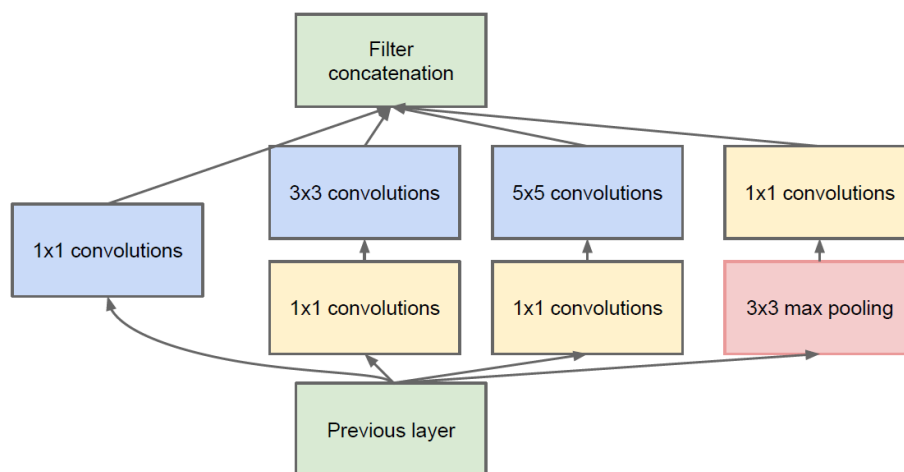 Filter
concatenation
3x3 convolutions
5x5 convolutions
1x1 convolutions
1x1 convolutions
1x1 convolutions
1x1 convolutions
3x3 max pooling
Previous layer